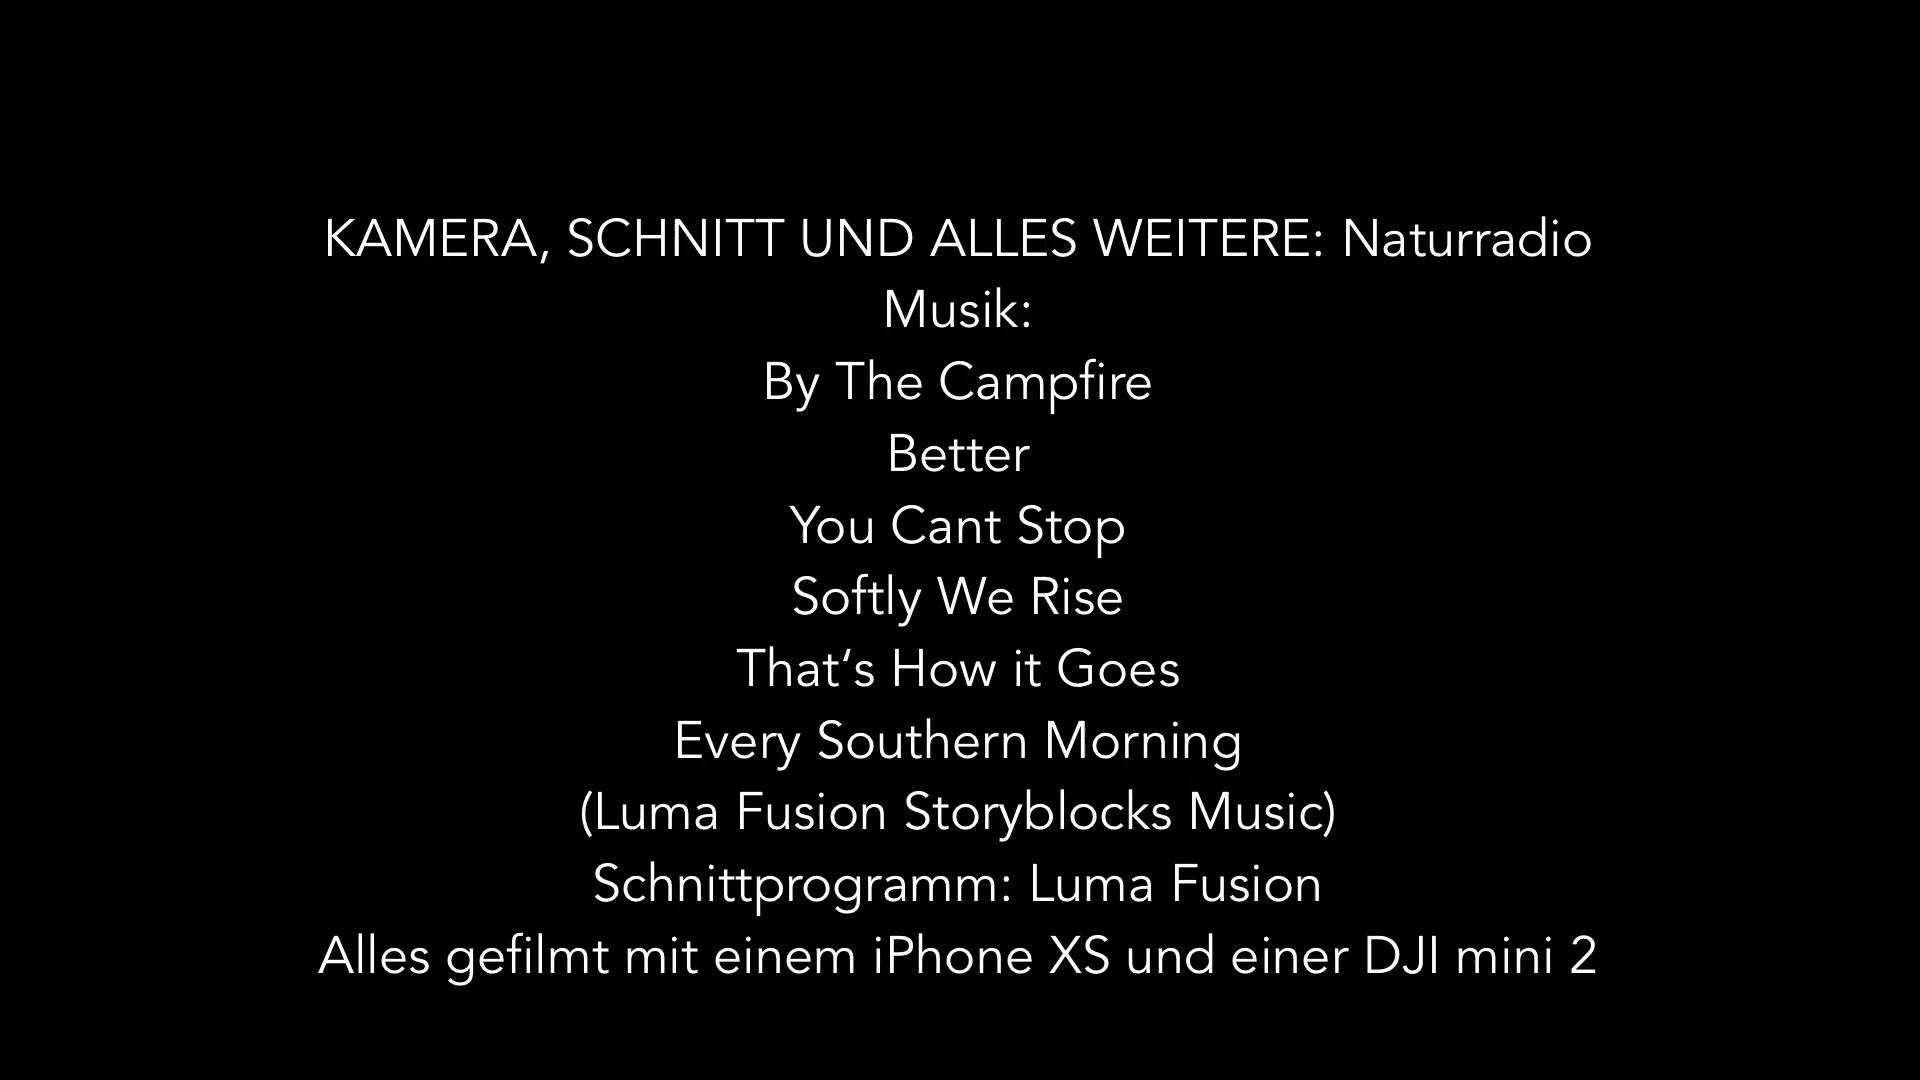 KAMERA, SCHNITT UND ALLES WEITERE: Naturradio
Musik:
By The Campfire
Better
You Cant Stop
Softly We Rise
That‘s How it Goes
Every Southern Morning
(Luma Fusion Storyblocks Music)
Schnittprogramm: Luma Fusion
Alles gefilmt mit einem iPhone XS und einer DJI mini 2